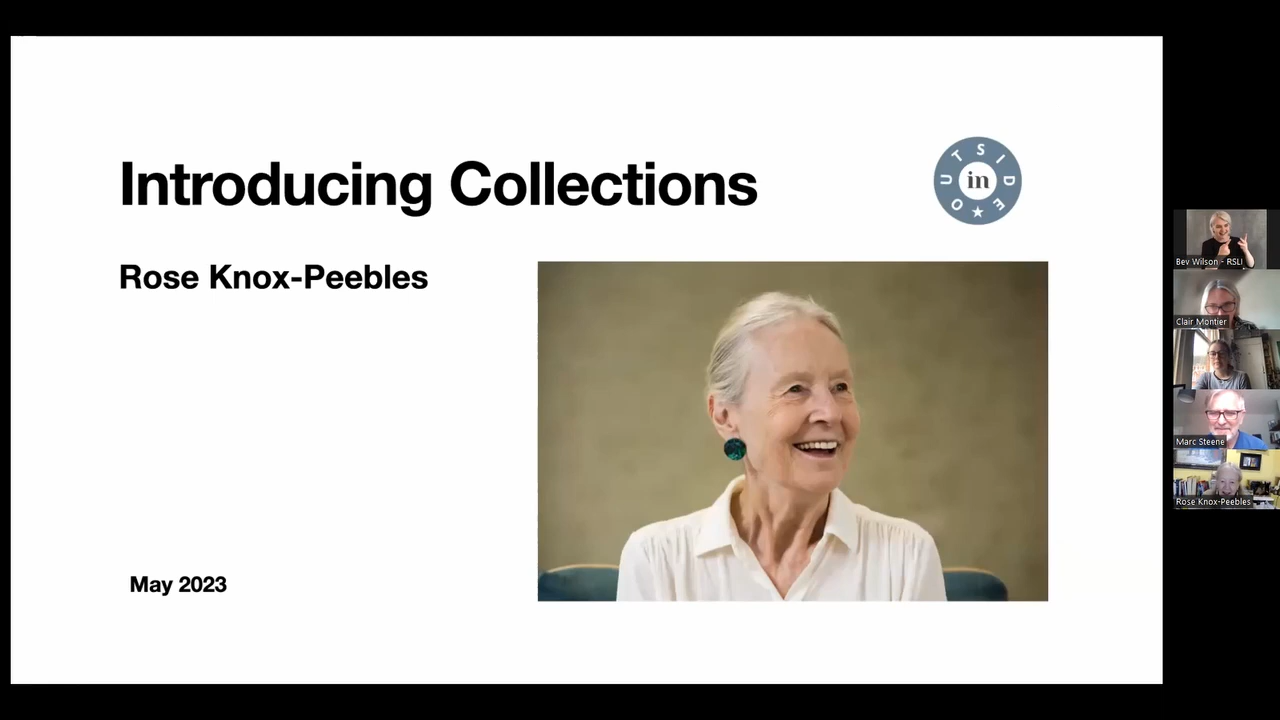 Introducing Collections
OUTSIDE
in
Rose Knox-Peebles
May 2023
Bev Wilson - RSLI
Clair Montier
Marc Steene
Rose Knox-Peebles